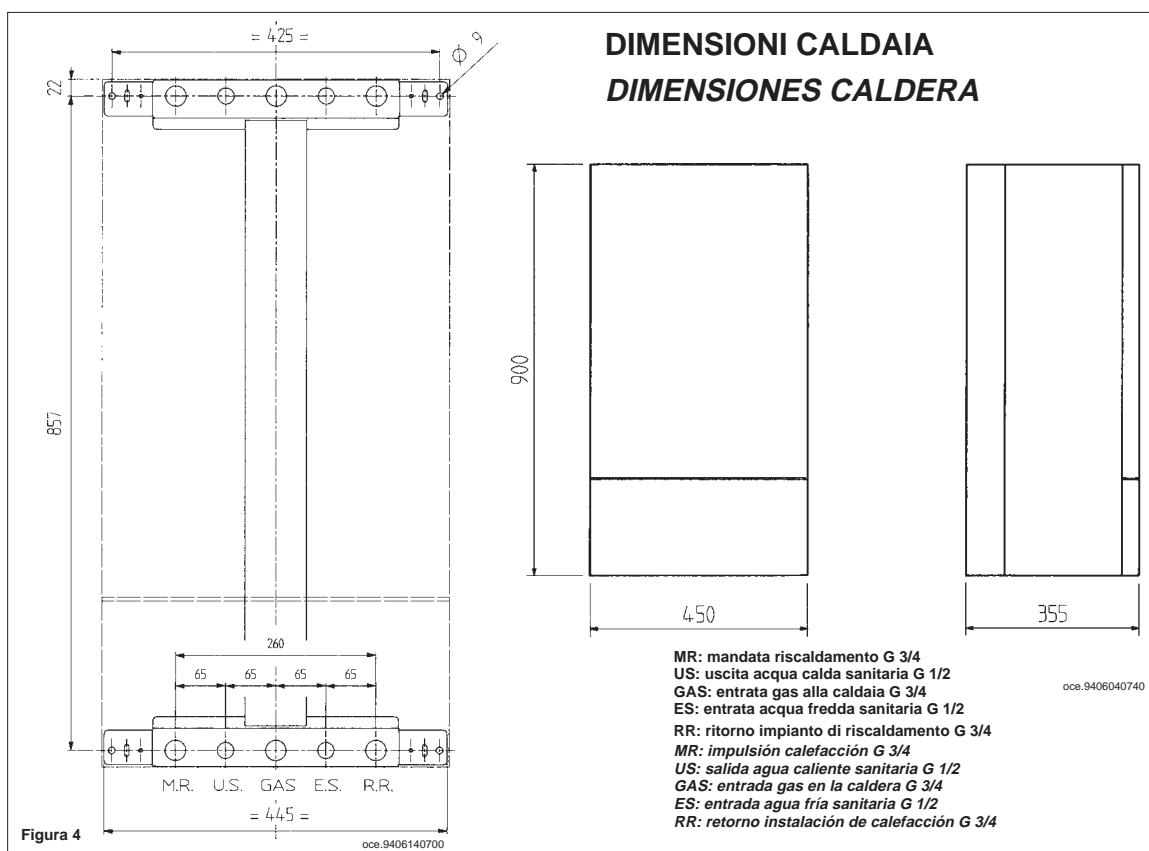 DIMENSIONI CALDAIA
DIMENSIONES CALDERA
= 425 =
Ø 9
22
857
260
65 65 65 65
M.R. U.S. GAS E.S. R.R.
= 445 =
Figura 4
oce.9406140700
900
450
355
MR: mandata riscaldamento G 3/4
US: uscita acqua calda sanitaria G 1/2
GAS: entrata gas alla caldaia G 3/4
ES: entrata acqua fredda sanitaria G 1/2
RR: ritorno impianto di riscaldamento G 3/4
MR: impulsión calefacción G 3/4
US: salida agua caliente sanitaria G 1/2
GAS: entrada gas en la caldera G 3/4
ES: entrada agua fría sanitaria G 1/2
RR: retorno instalación de calefacción G 3/4
oce.9406040740